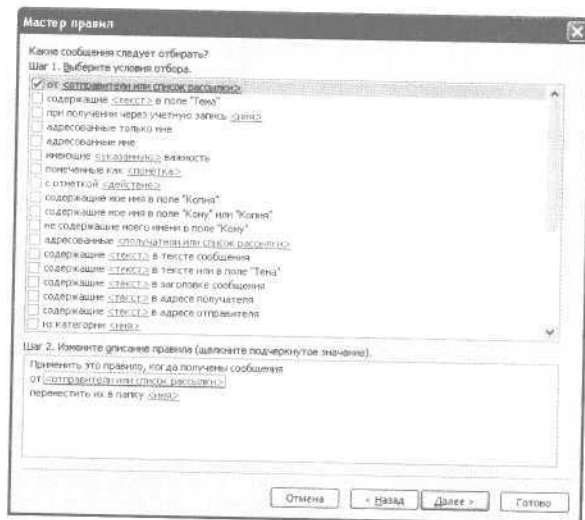 Мастер правил
Какие сообщения следует отбирать?
Шаг 1. Выберите условия отбора.
от <отправители или список рассылки>
содержащие <текст> в поле "Тема"
при получении через учетную запись <имя>
адресованные только мне
адресованные мне
имеющие <указанную> важность
помеченные как <пометка>
с отметкой <действие>
содержащие мое имя в поле "Копия"
содержащие мое имя в поле "Кому" или "Копия"
не содержащие моего имени в поле "Кому"
адресованные <получатели или список рассылки>
содержащие <текст> в тексте сообщения
содержащие <текст> в тексте или в поле "Тема"
содержащие <текст> в заголовке сообщения
содержащие <текст> в адресе получателя
содержащие <текст> в адресе отправителя
из категории <имя>
Шаг 2. Измените описание правила (щелкните подчеркнутое значение).
Применить это правило, когда получены сообщения
от <отправители или список рассылки>
переместить их в папку <имя>
Отмена < Назад Далее > Готово